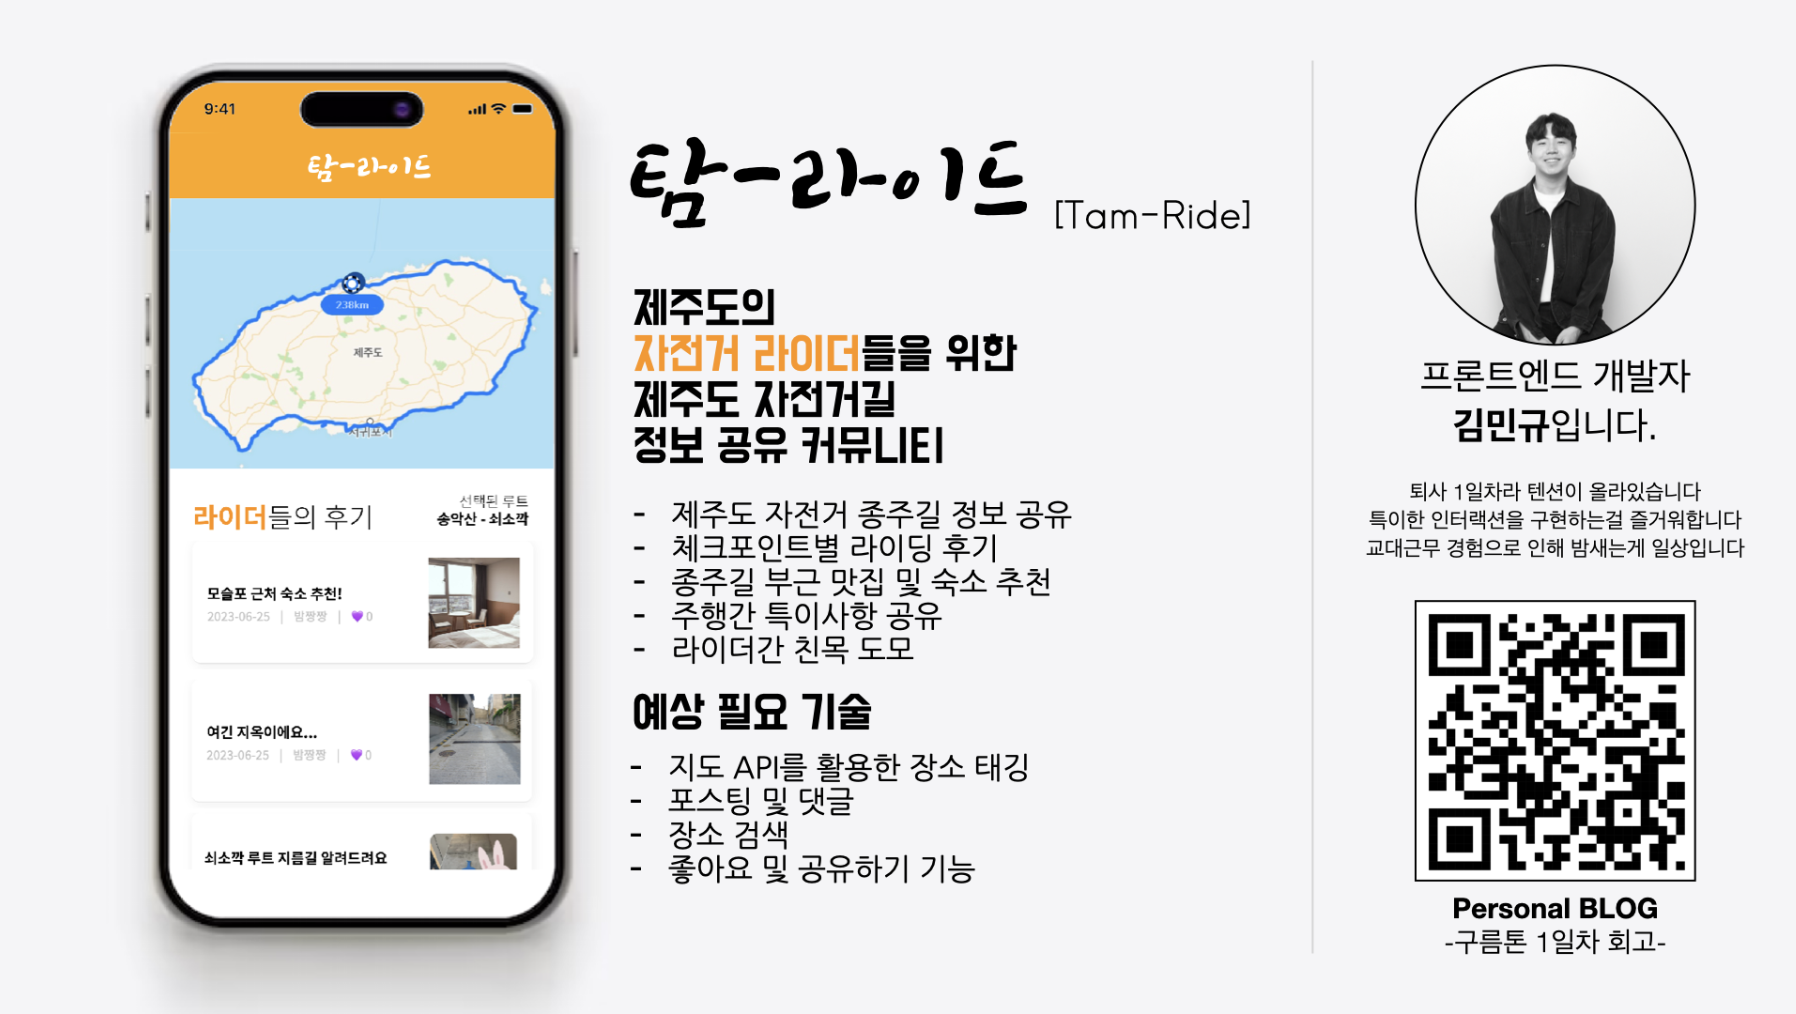 9:41
탐-라이드
238km
제주도
서귀포시
라이더들의 후기
선택된 루트
송악산 - 쇠소깍
모슬포 근처 숙소 추천!
2023-06-25 | 밤짱짱 | 💜 0
여긴 지옥이에요...
2023-06-25 | 밤짱짱 | 💜 0
쇠소깍 루트 지름길 알려드려요
탐-라이드 [Tam-Ride]
제주도의
자전거 라이더들을 위한
제주도 자전거길
정보 공유 커뮤니티
- 제주도 자전거 종주길 정보 공유
- 체크포인트별 라이딩 후기
- 종주길 부근 맛집 및 숙소 추천
- 주행간 특이사항 공유
- 라이더간 친목 도모
예상 필요 기술
- 지도 API를 활용한 장소 태깅
- 포스팅 및 댓글
- 장소 검색
- 좋아요 및 공유하기 기능
프론트엔드 개발자
김민규입니다.
퇴사 1일차라 텐션이 올라있습니다
특이한 인터랙션을 구현하는걸 즐거워합니다
교대근무 경험으로 인해 밤새는게 일상입니다
Personal BLOG
-구름톤 1일차 회고-